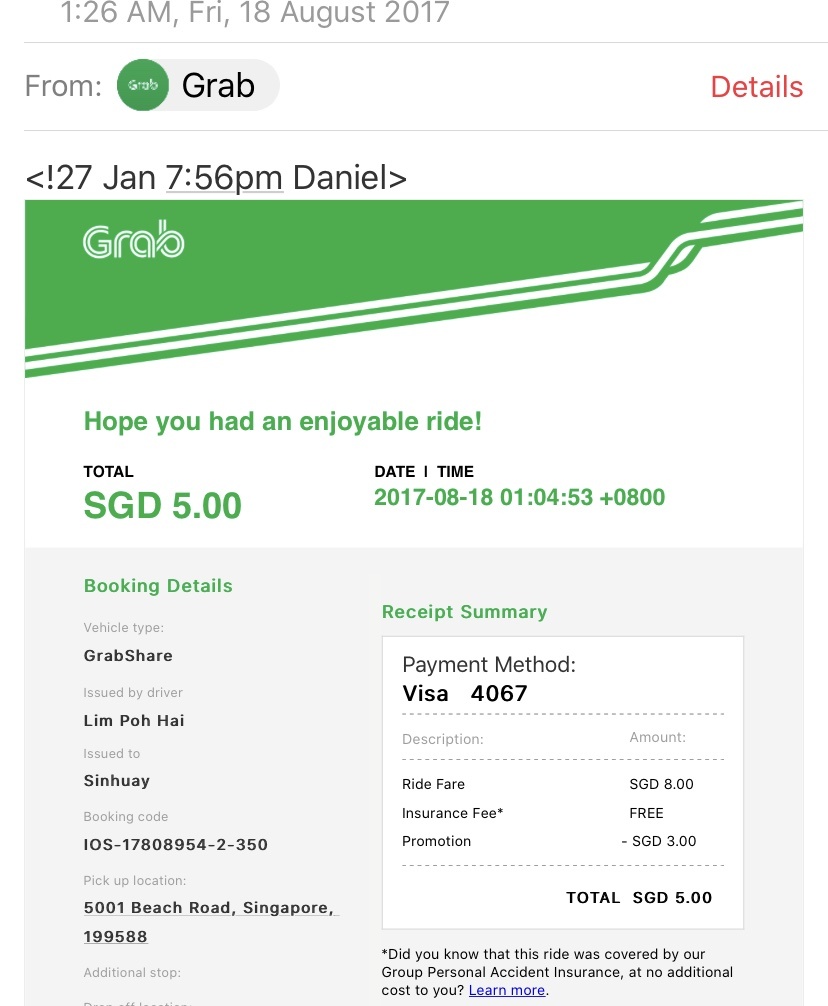 1:26 AM, Fri, 18 August 2017
From: Grab Grab
Details
<!27 Jan 7:56pm Daniel>
Grab
Hope you had an enjoyable ride!
TOTAL
SGD 5.00
DATE | TIME
2017-08-18 01:04:53 +0800
Booking Details
Vehicle type:
GrabShare
Issued by driver
Lim Poh Hai
Issued to
Sinhuay
Booking code
IOS-17808954-2-350
Pick up location:
5001 Beach Road, Singapore,
199588
Additional stop:
Drop off location:
Receipt Summary
Payment Method:
Visa 4067
Description: Amount:
Ride Fare SGD 8.00
Insurance Fee* FREE
Promotion - SGD 3.00
TOTAL SGD 5.00
*Did you know that this ride was covered by our
Group Personal Accident Insurance, at no additional
cost to you? Learn more.